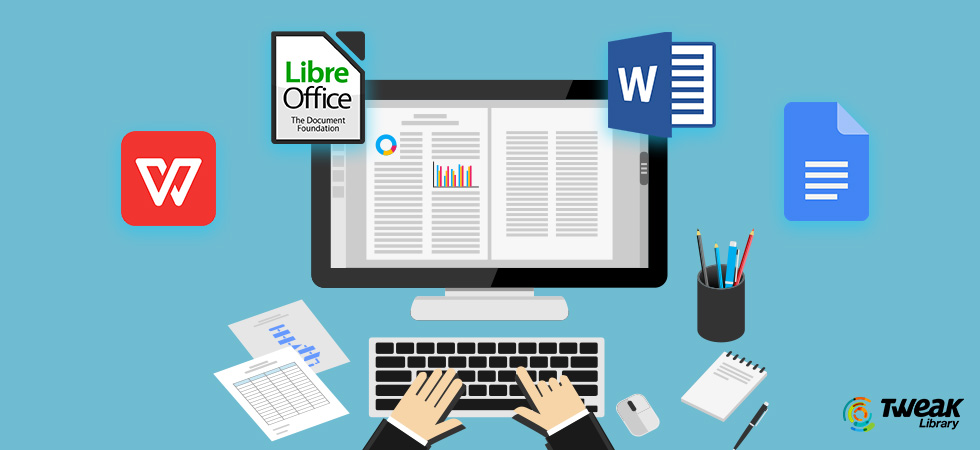 Libre
Office
The Document
Foundation
W
TWEAK
Library